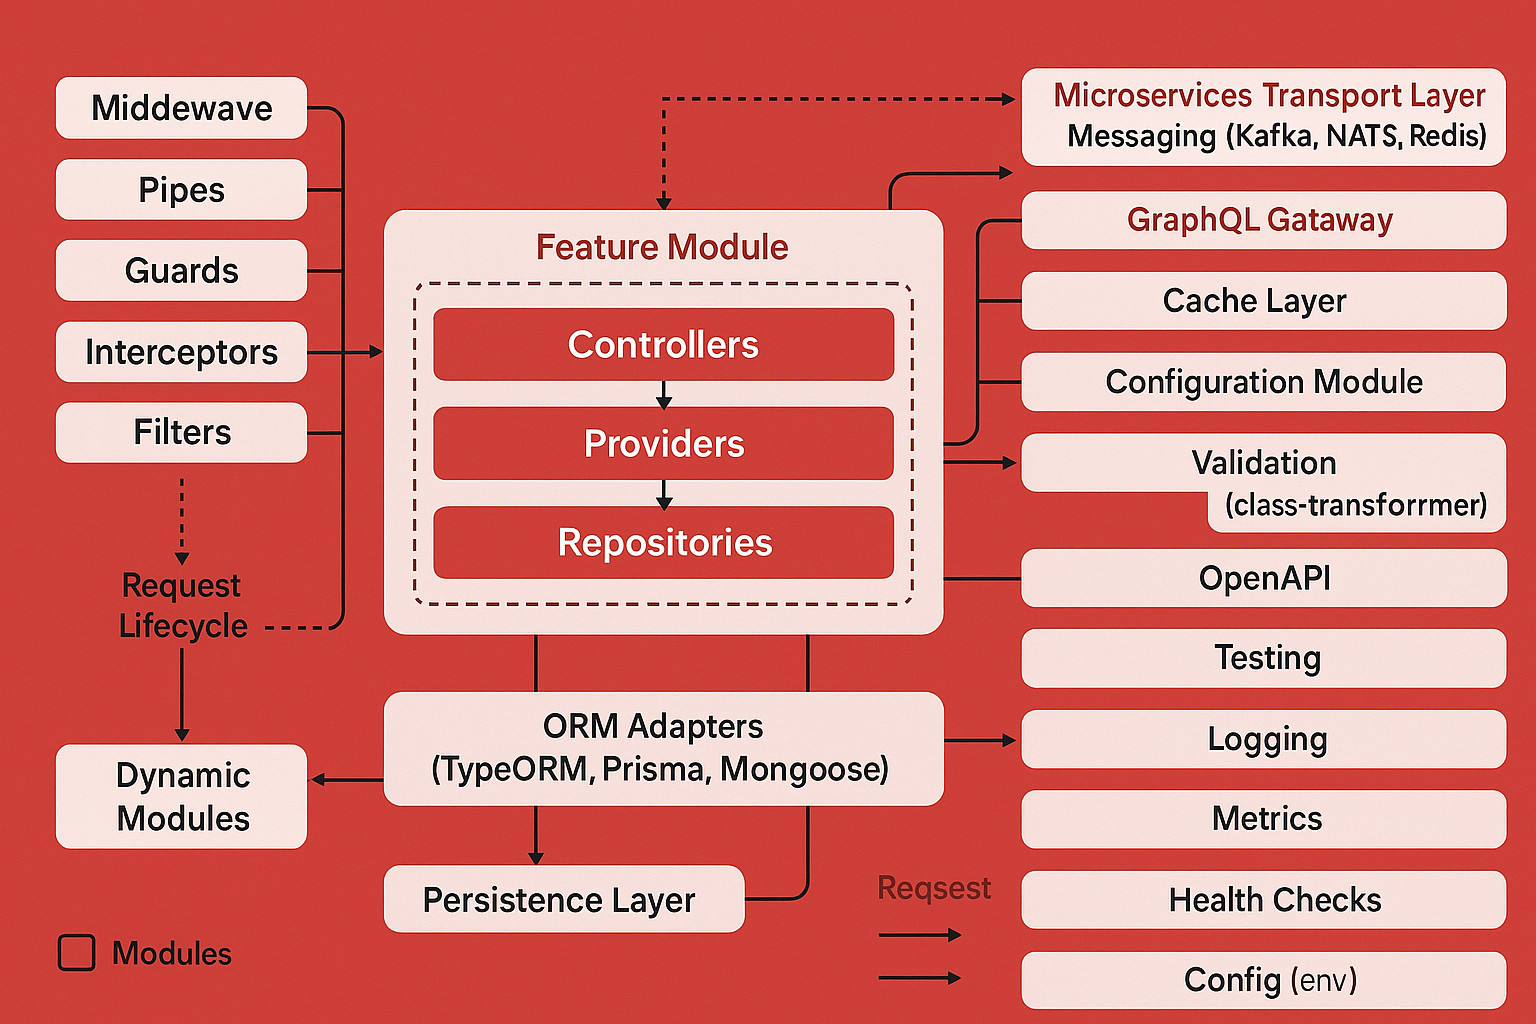 Middewave
Pipes
Guards
Interceptors
Filters
Request
Lifecycle
Dynamic
Modules
Modules
Feature Module
Controllers
Providers
Repositories
ORM Adapters
(TypeORM, Prisma, Mongoose)
Persistence Layer
Reqsest
Microservices Transport Layer
Messaging (Kafka, NATS, Redis)
GraphQL Gataway
Cache Layer
Configuration Module
Validation
(class-transforrmer)
OpenAPI
Testing
Logging
Metrics
Health Checks
Config (env)